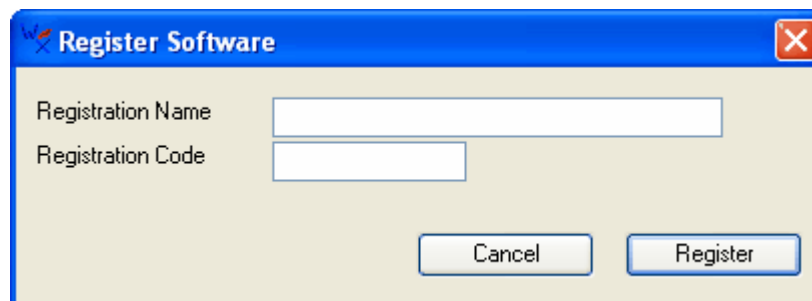 Register Software
Registration Name
Registration Code
Cancel Register